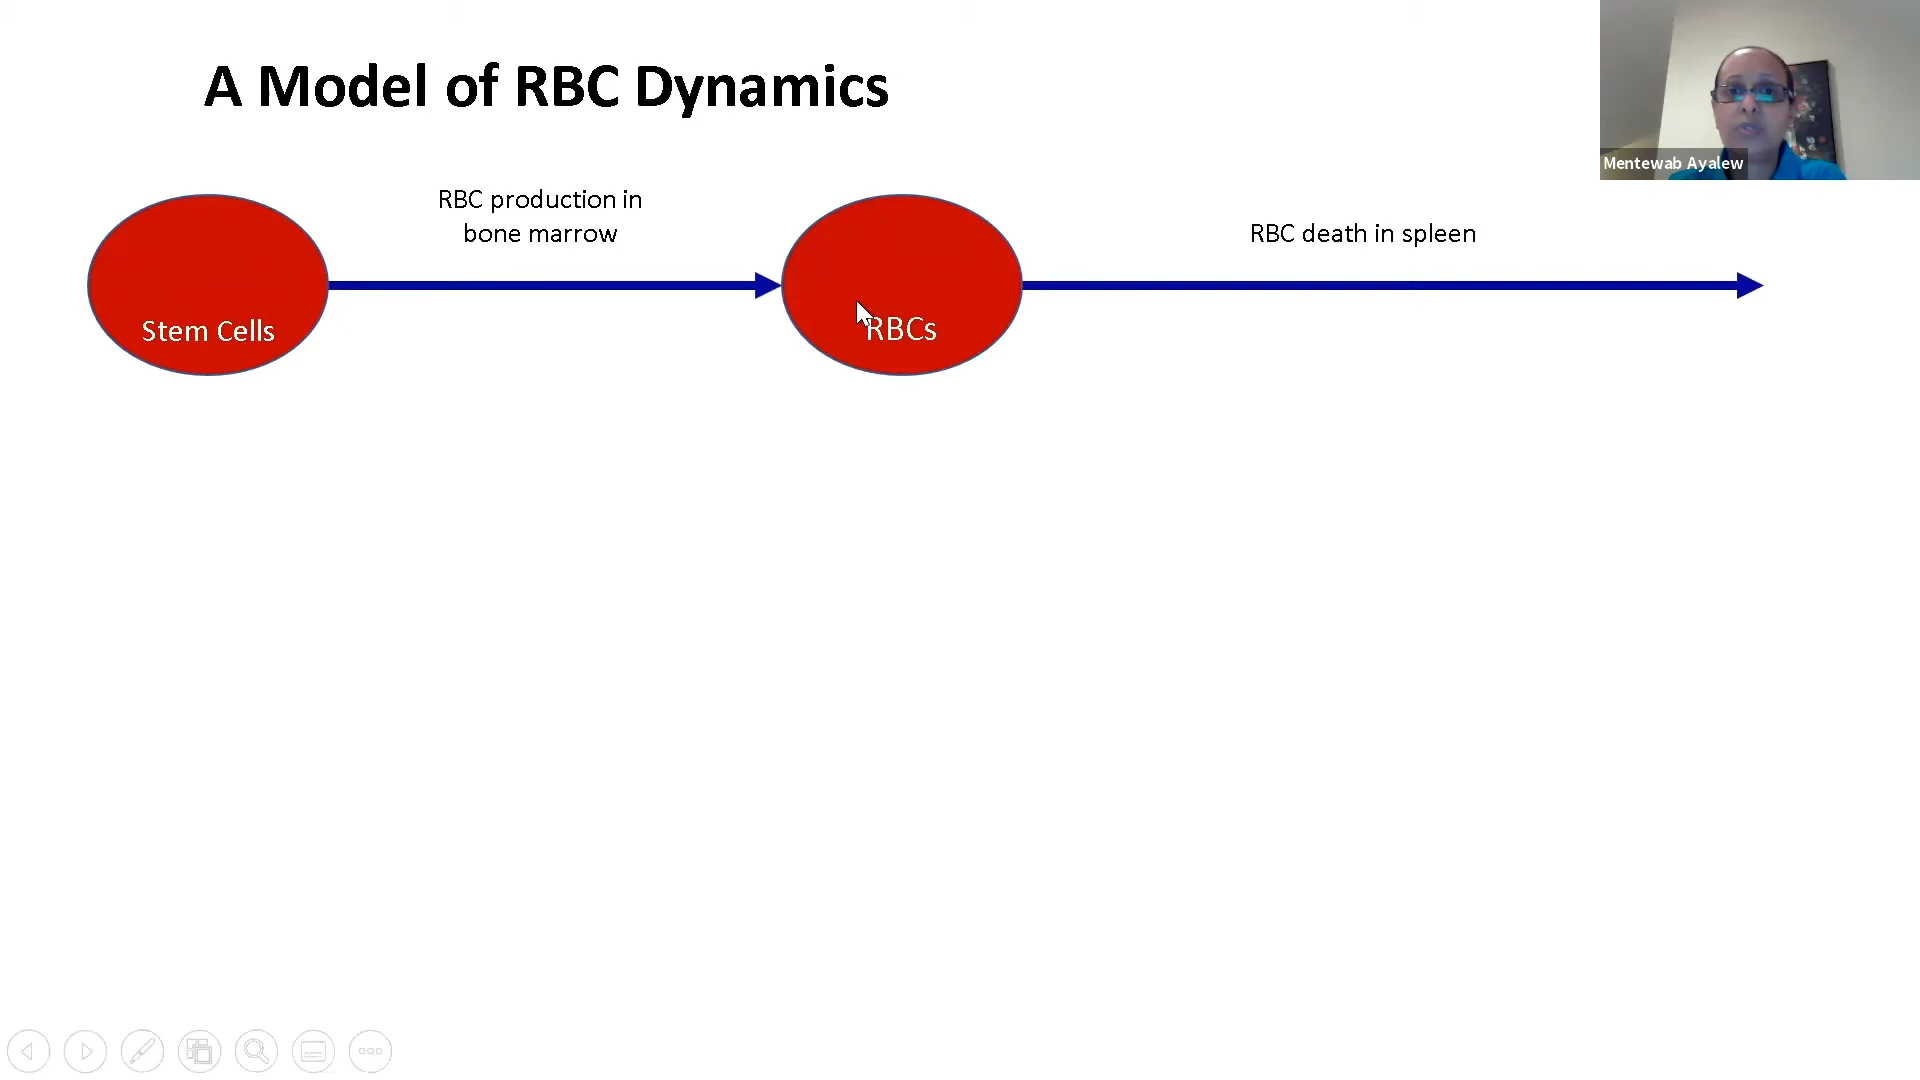 A Model of RBC Dynamics
Mentewab Ayalew
RBC production in
bone marrow
RBC death in spleen
Stem Cells
RBCs